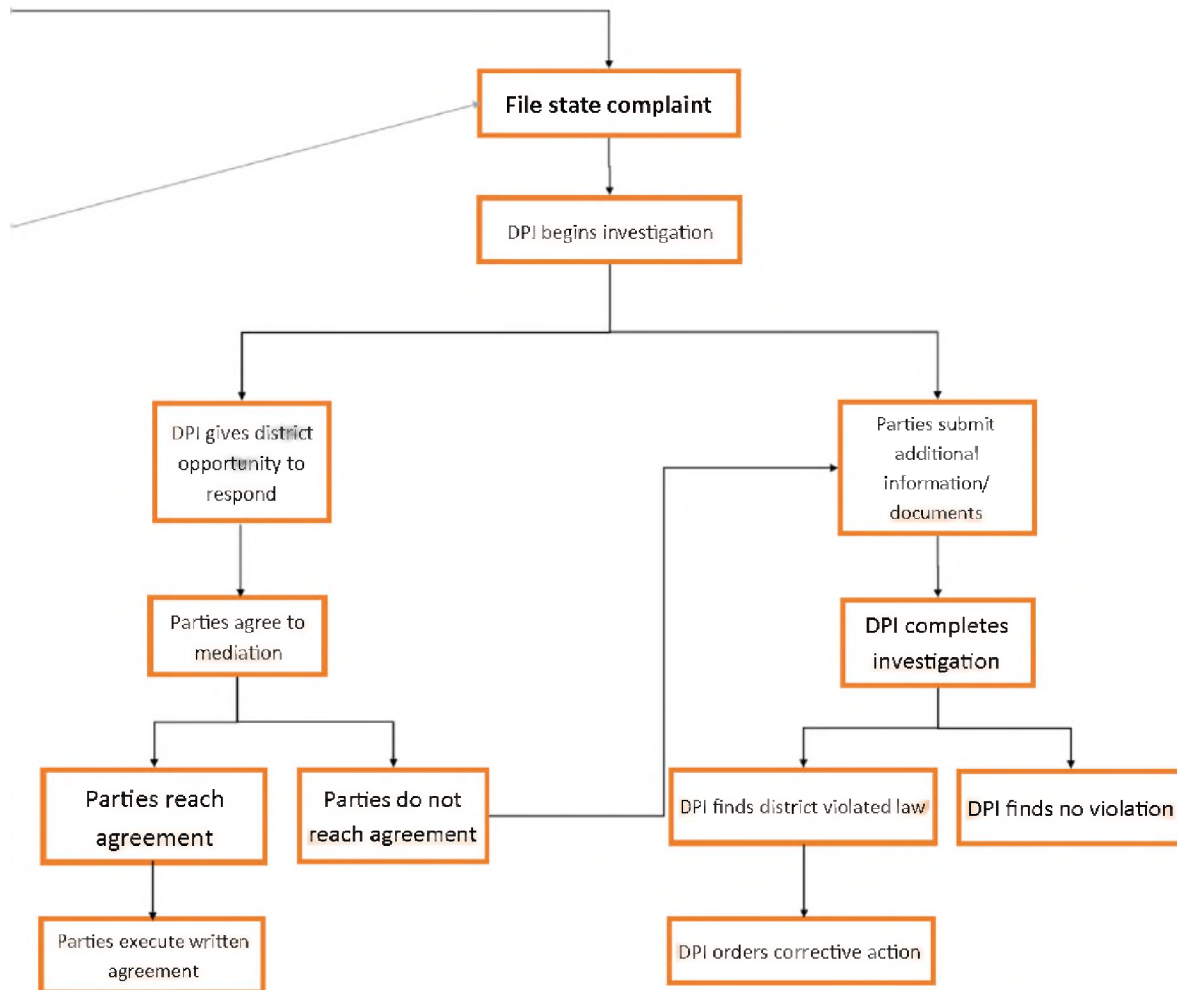 File state complaint
DPI begins investigation
DPI gives district
opportunity to
respond
Parties submit
additional
information/
documents
Parties agree to
mediation
DPI completes
investigation
Parties reach
agreement
Parties do not
reach agreement
DPI finds district violated law
DPI finds no violation
Parties execute written
agreement
DPI orders corrective action